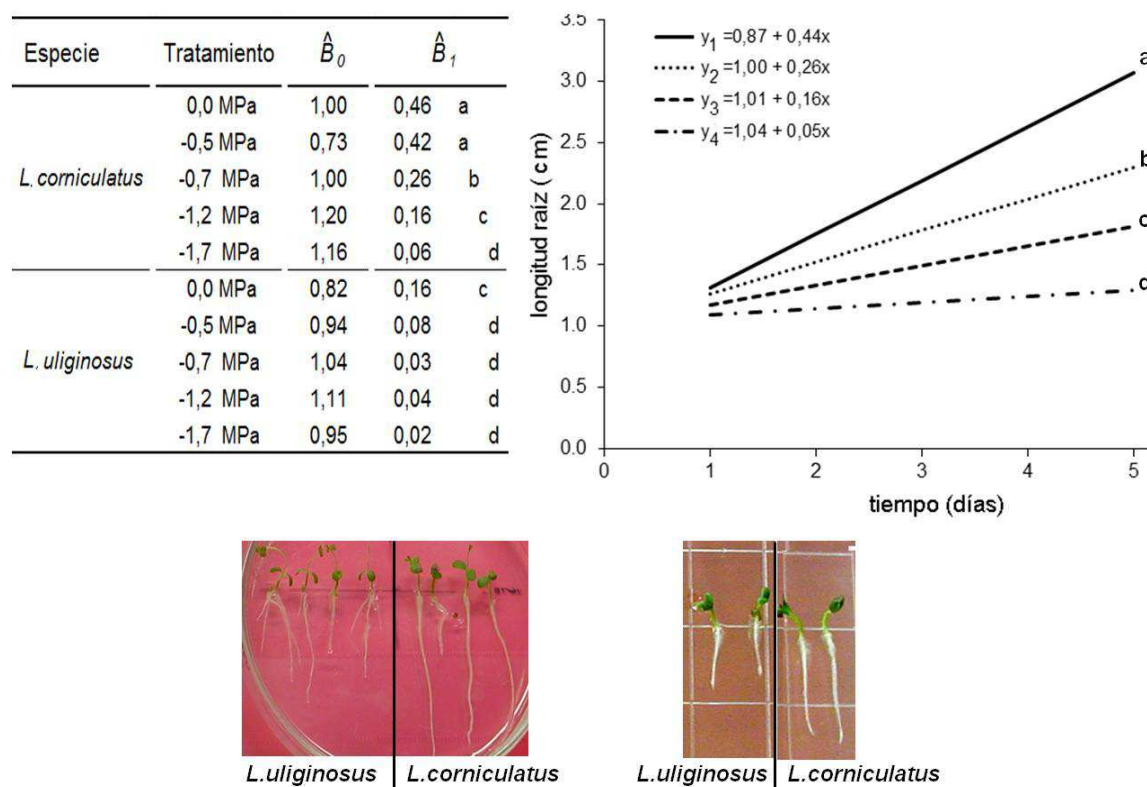 Especie Tratamiento B̂0 B̂1
L. corniculatus
0,0 MPa 1,00 0,46 a
-0,5 MPa 0,73 0,42 a
-0,7 MPa 1,00 0,26 b
-1,2 MPa 1,20 0,16 c
-1,7 MPa 1,16 0,06 d
L. uliginosus
0,0 MPa 0,82 0,16 c
-0,5 MPa 0,94 0,08 d
-0,7 MPa 1,04 0,03 d
-1,2 MPa 1,11 0,04 d
-1,7 MPa 0,95 0,02 d
longitud raíz ( cm)
3.5
3.0
2.5
2.0
1.5
1.0
0.5
0.0
y1 =0,87 + 0,44x
y2 =1,00 + 0,26x
y3 =1,01 + 0,16x
y4 =1,04 + 0,05x
a
b
c
d
0 1 2 3 4 5
tiempo (días)
L.uliginosus L.corniculatus
L.uliginosus L.corniculatus